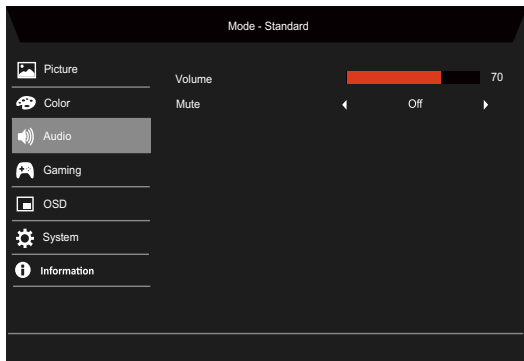 Mode - Standard
Picture
Color
Audio
Gaming
OSD
System
Information
Volume 70
Mute Off